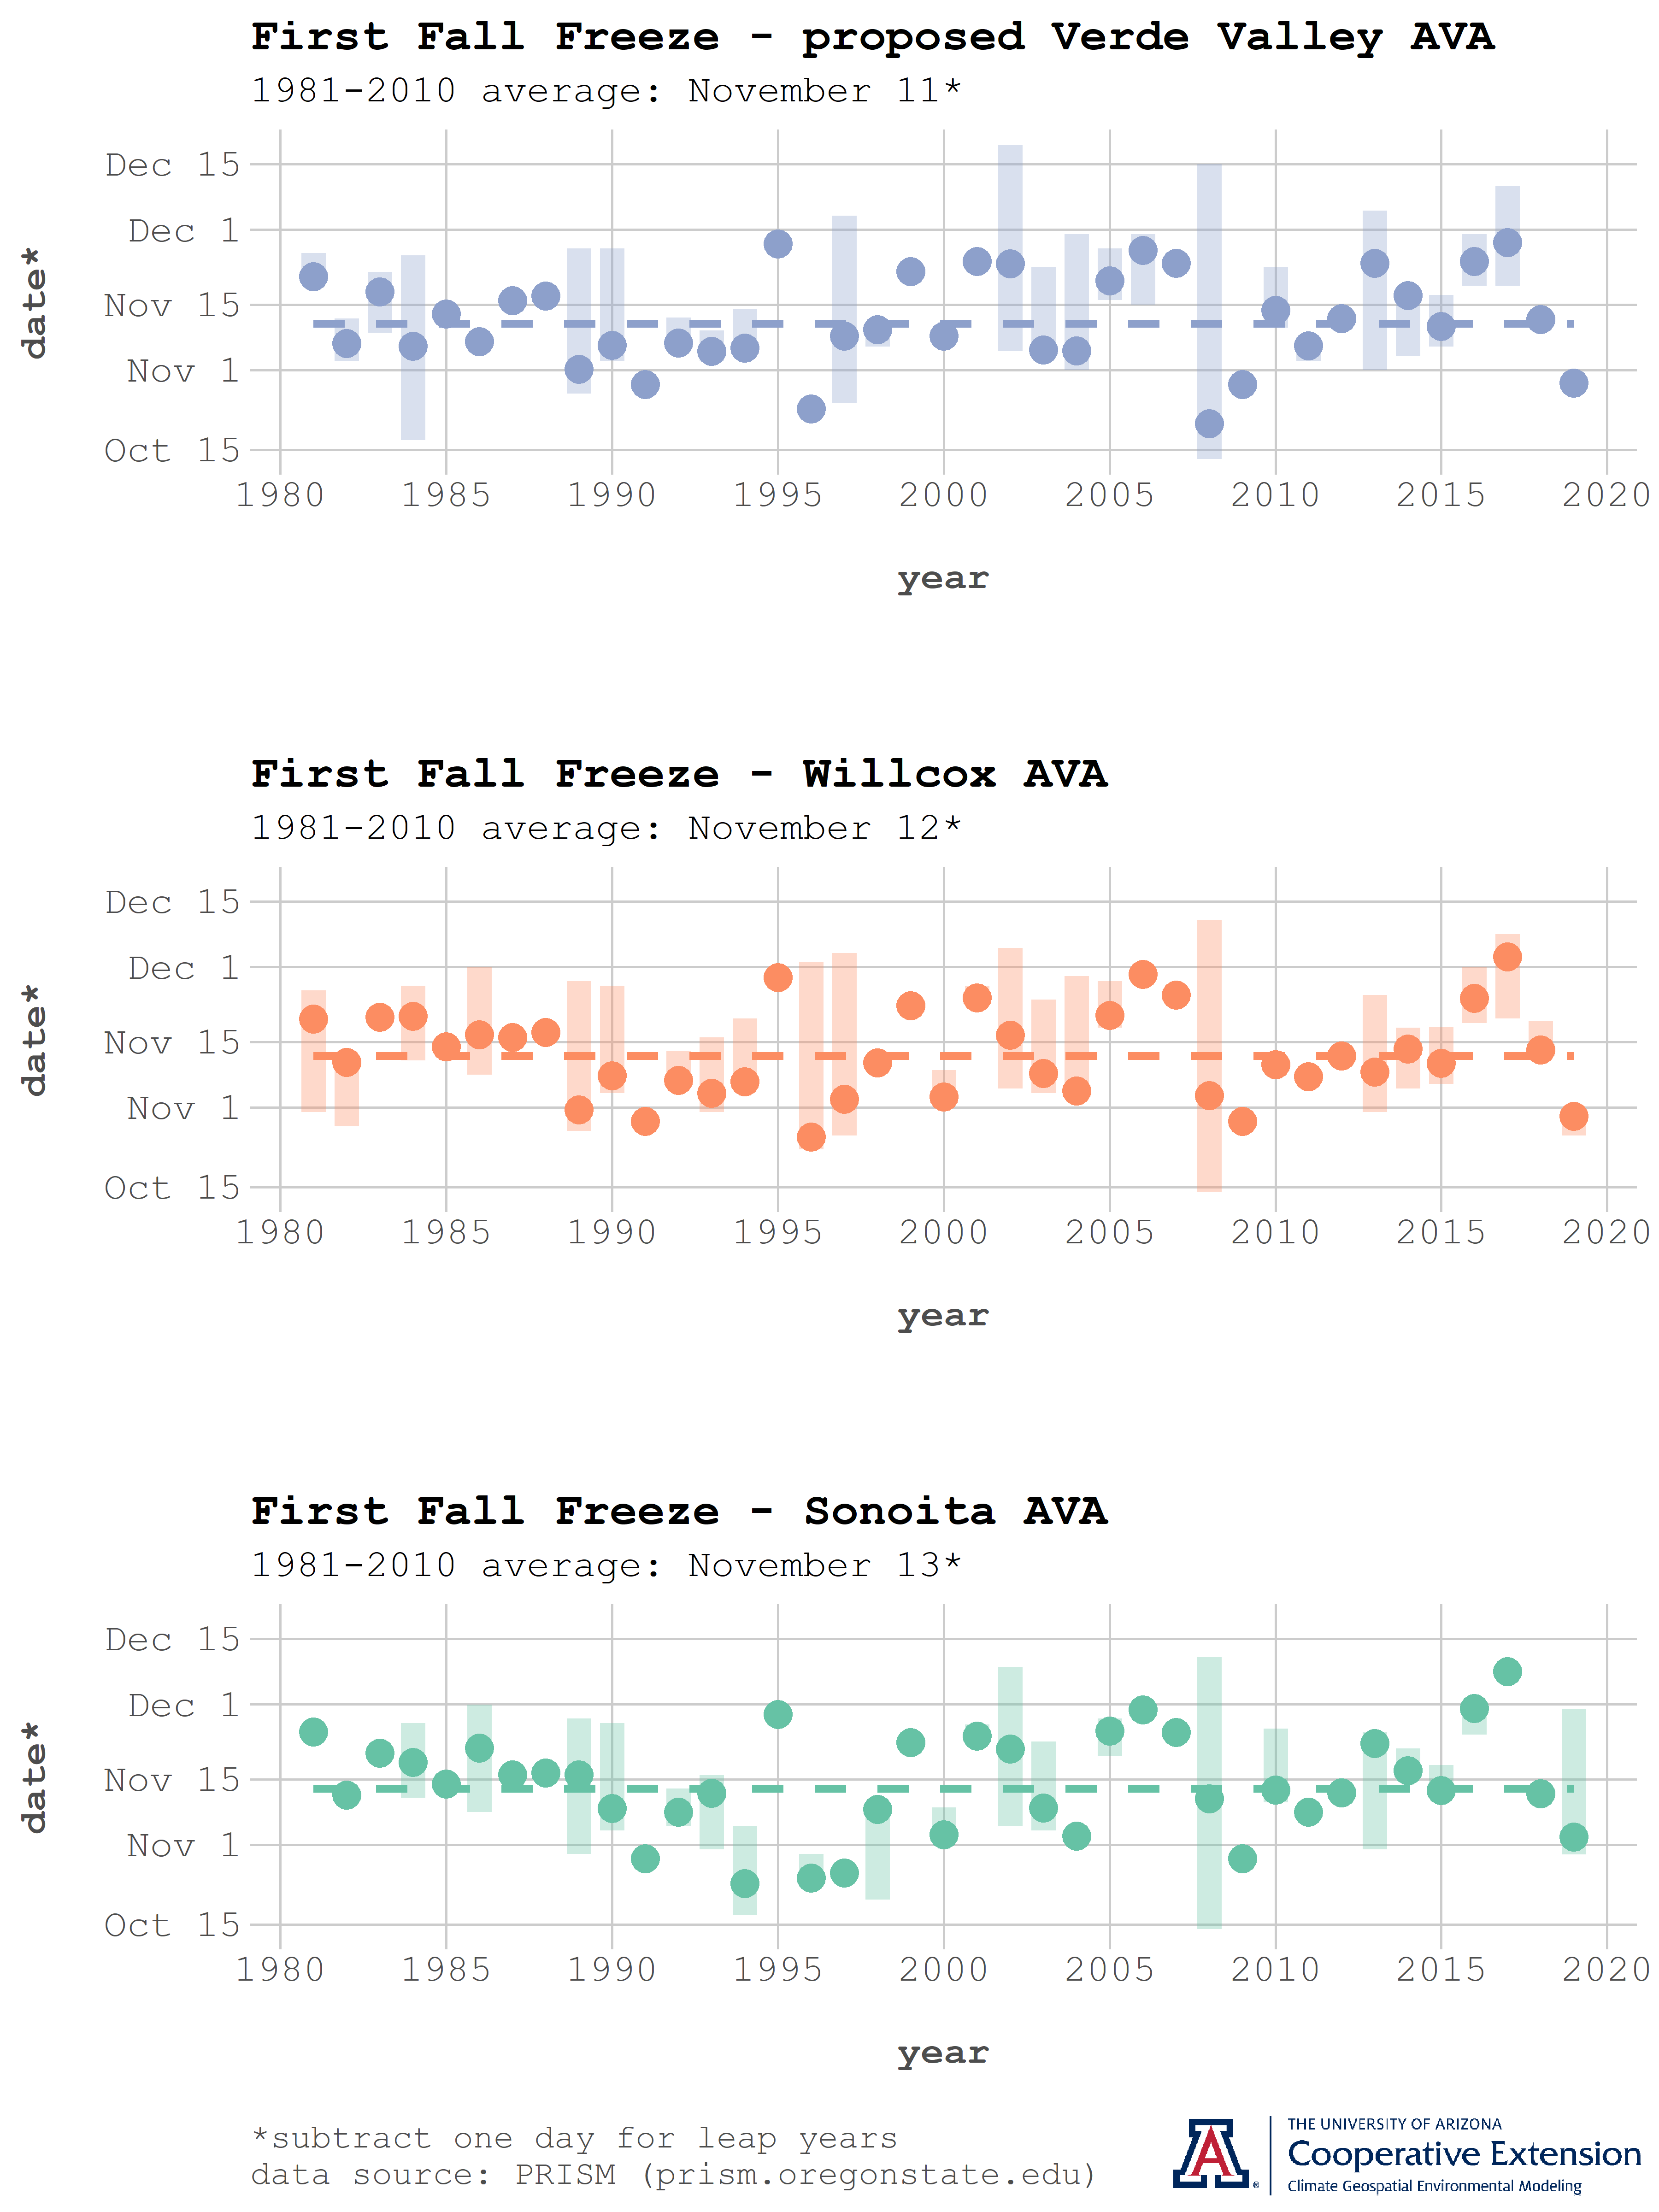 First Fall Freeze - proposed Verde Valley AVA
1981-2010 average: November 11*
date*
Dec 15
Dec 1
Nov 15
Nov 1
Oct 15
1980 1985 1990 1995 2000 2005 2010 2015 2020
year
First Fall Freeze - Willcox AVA
1981-2010 average: November 12*
date*
Dec 15
Dec 1
Nov 15
Nov 1
Oct 15
1980 1985 1990 1995 2000 2005 2010 2015 2020
year
First Fall Freeze - Sonoita AVA
1981-2010 average: November 13*
date*
Dec 15
Dec 1
Nov 15
Nov 1
Oct 15
1980 1985 1990 1995 2000 2005 2010 2015 2020
year
*subtract one day for leap years
data source: PRISM (prism.oregonstate.edu)
A ®
THE UNIVERSITY OF ARIZONA
Cooperative Extension
Climate Geospatial Environmental Modeling